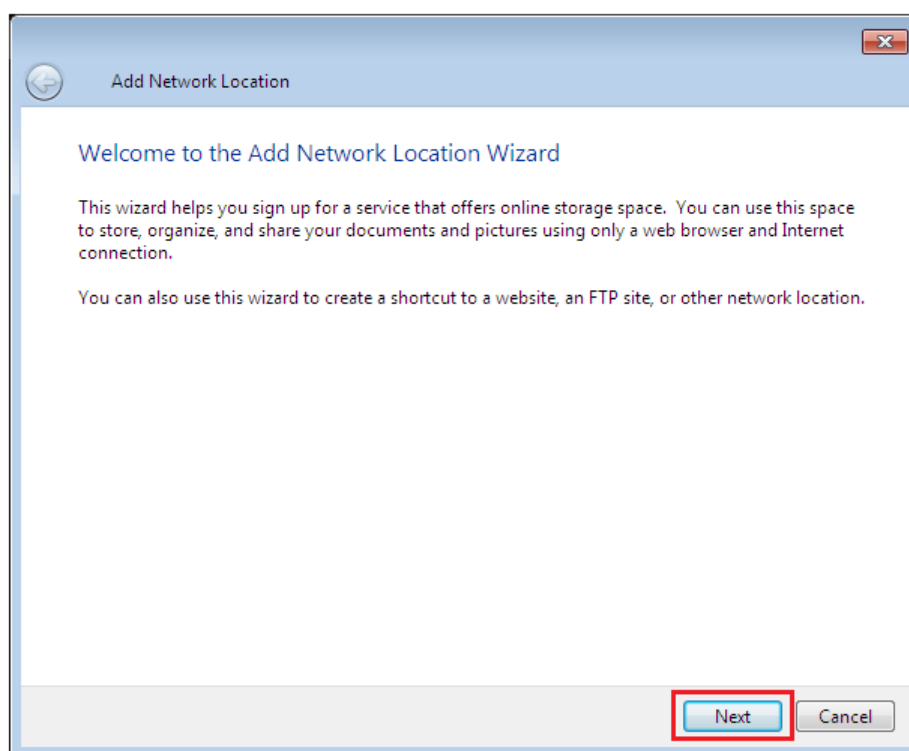 Add Network Location
Welcome to the Add Network Location Wizard
This wizard helps you sign up for a service that offers online storage space.  You can use this space
to store, organize, and share your documents and pictures using only a web browser and Internet
connection.
You can also use this wizard to create a shortcut to a website, an FTP site, or other network location.
Next
Cancel